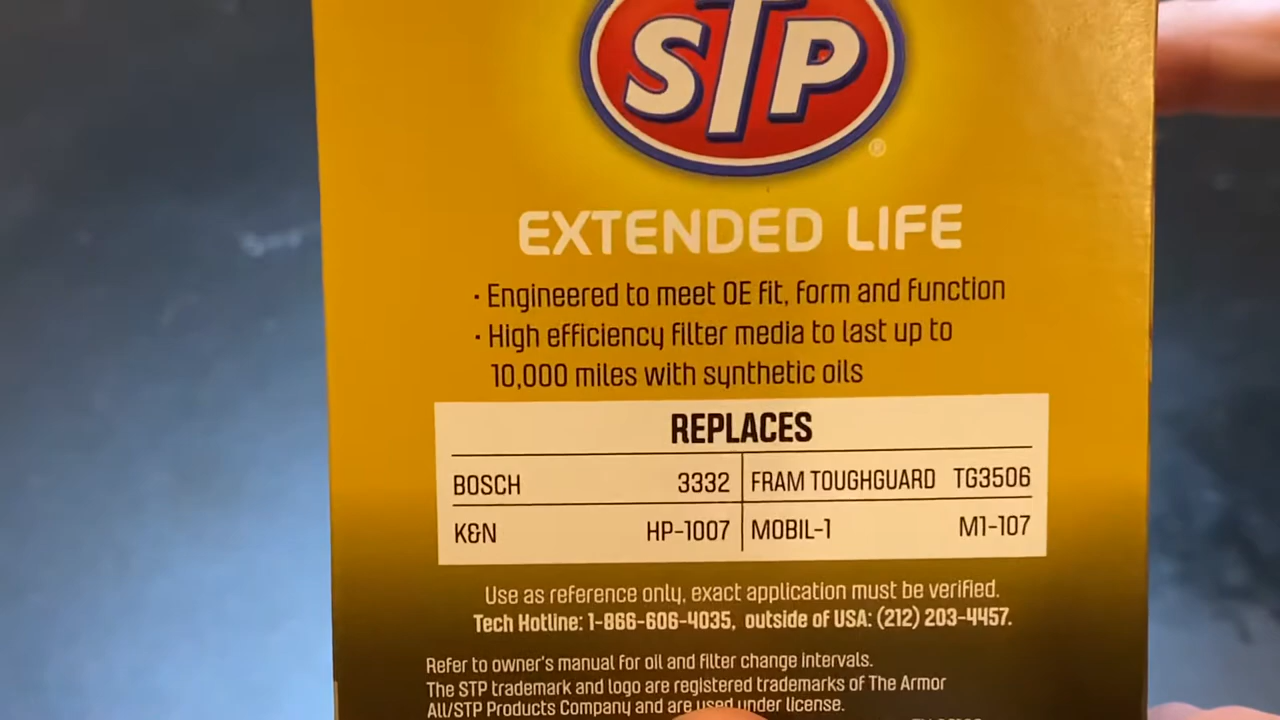 STP
®
EXTENDED LIFE
· Engineered to meet OE fit, form and function
· High efficiency filter media to last up to
10,000 miles with synthetic oils
REPLACES
BOSCH 3332 FRAM TOUGHGUARD TG3506
K&N HP-1007 MOBIL-1 M1-107
Use as reference only, exact application must be verified.
Tech Hotline: 1-866-606-4035, outside of USA: (212) 203-4457.
Refer to owner's manual for oil and filter change intervals.
The STP trademark and logo are registered trademarks of The Armor
All/STP Products Company and are used under license.